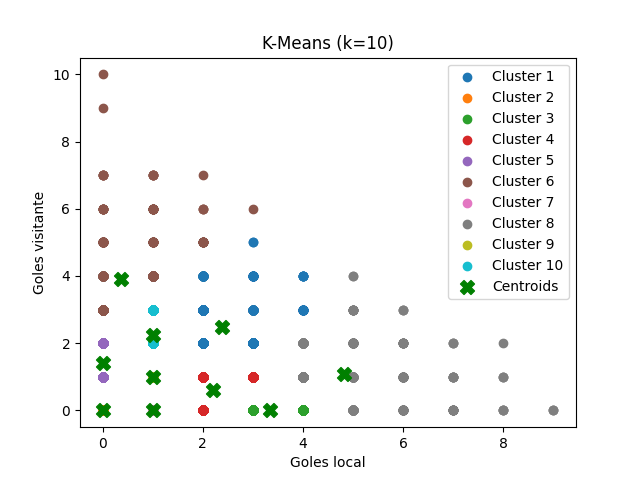 K-Means (k=10)
10
8
6
4
2
0
Goles visitante
0 2 4 6 8
Goles local
Cluster 1
Cluster 2
Cluster 3
Cluster 4
Cluster 5
Cluster 6
Cluster 7
Cluster 8
Cluster 9
Cluster 10
Centroids